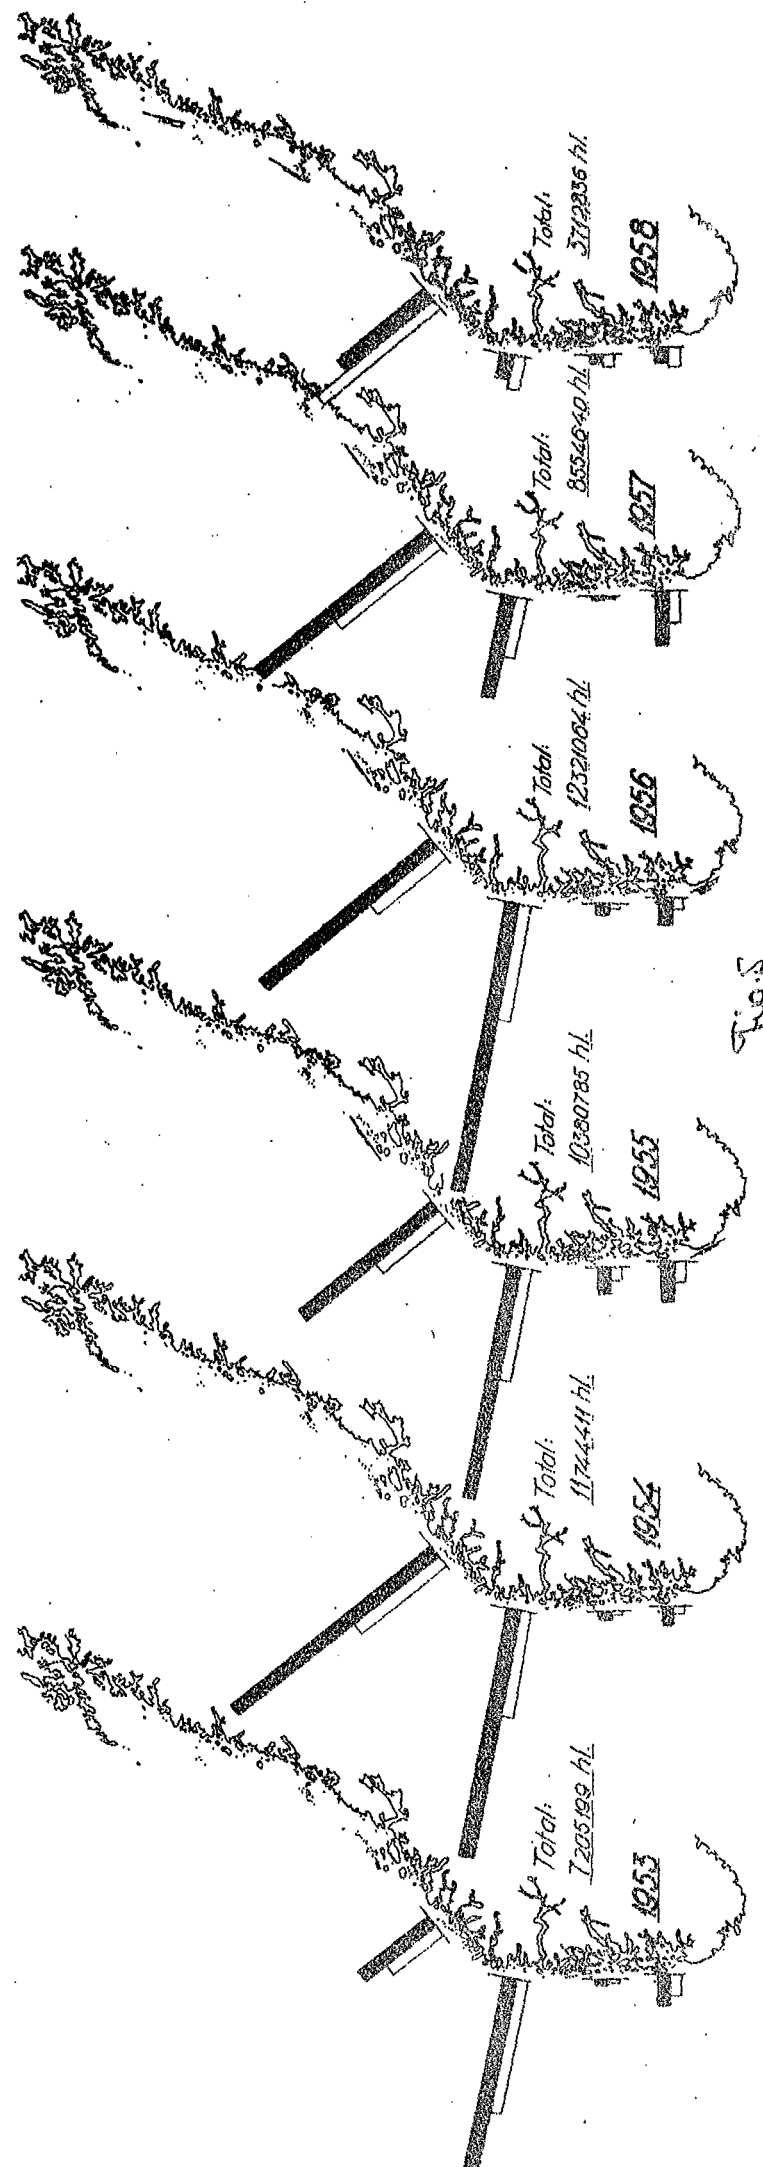 Total:
7205199 hl.
1953
Total:
11744411 hl.
1954
Total:
10380785 hl.
1955
Total:
12321064 hl.
1956
Total:
8554640 hl.
1957
Total:
3712836 hl.
1958
Fig.5